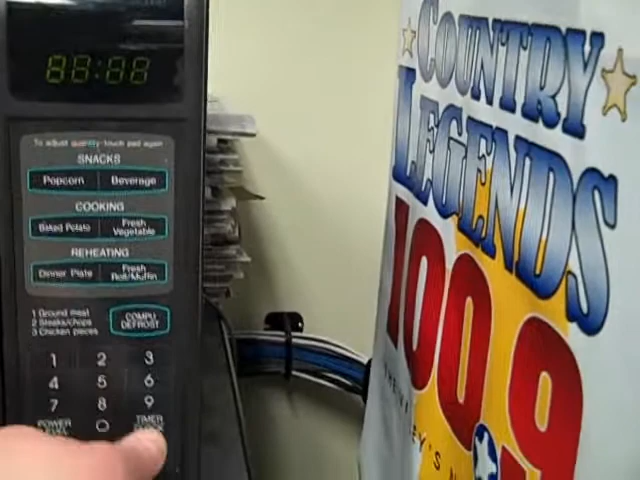 88:88
To adjust quantity-touch pad again
SNACKS
Popcorn
Beverage
COOKING
Baked Potato
Fresh
Vegetable
REHEATING
Dinner Plate
Fresh
Roll/Muffin
1 Ground meat
2 Steaks/chops
3 Chicken pieces
COMPU
DEFROST
1 2 3
4 5 6
7 8 9
POWER
0
TIMER
COUNTRY
LEGENDS
100.9
THE VALLEY'S